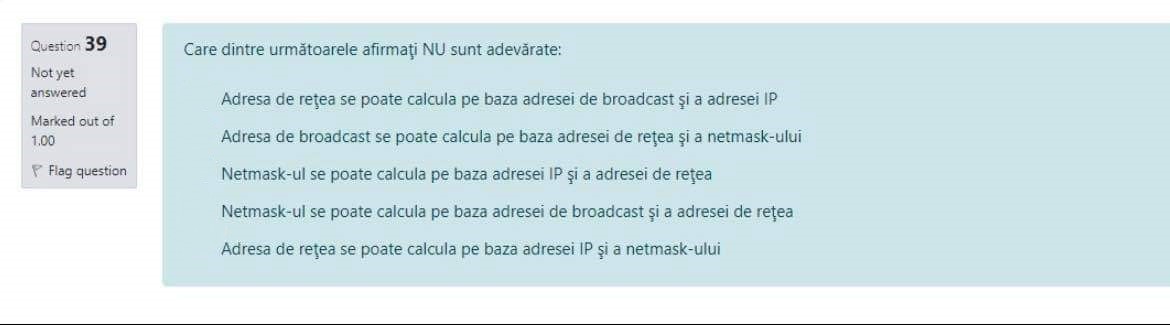 Question 39
Not yet
answered
Marked out of
1.00
Flag question
Care dintre următoarele afirmaţi NU sunt adevărate:
Adresa de reţea se poate calcula pe baza adresei de broadcast şi a adresei IP
Adresa de broadcast se poate calcula pe baza adresei de reţea şi a netmask-ului
Netmask-ul se poate calcula pe baza adresei IP şi a adresei de reţea
Netmask-ul se poate calcula pe baza adresei de broadcast şi a adresei de reţea
Adresa de reţea se poate calcula pe baza adresei IP şi a netmask-ului